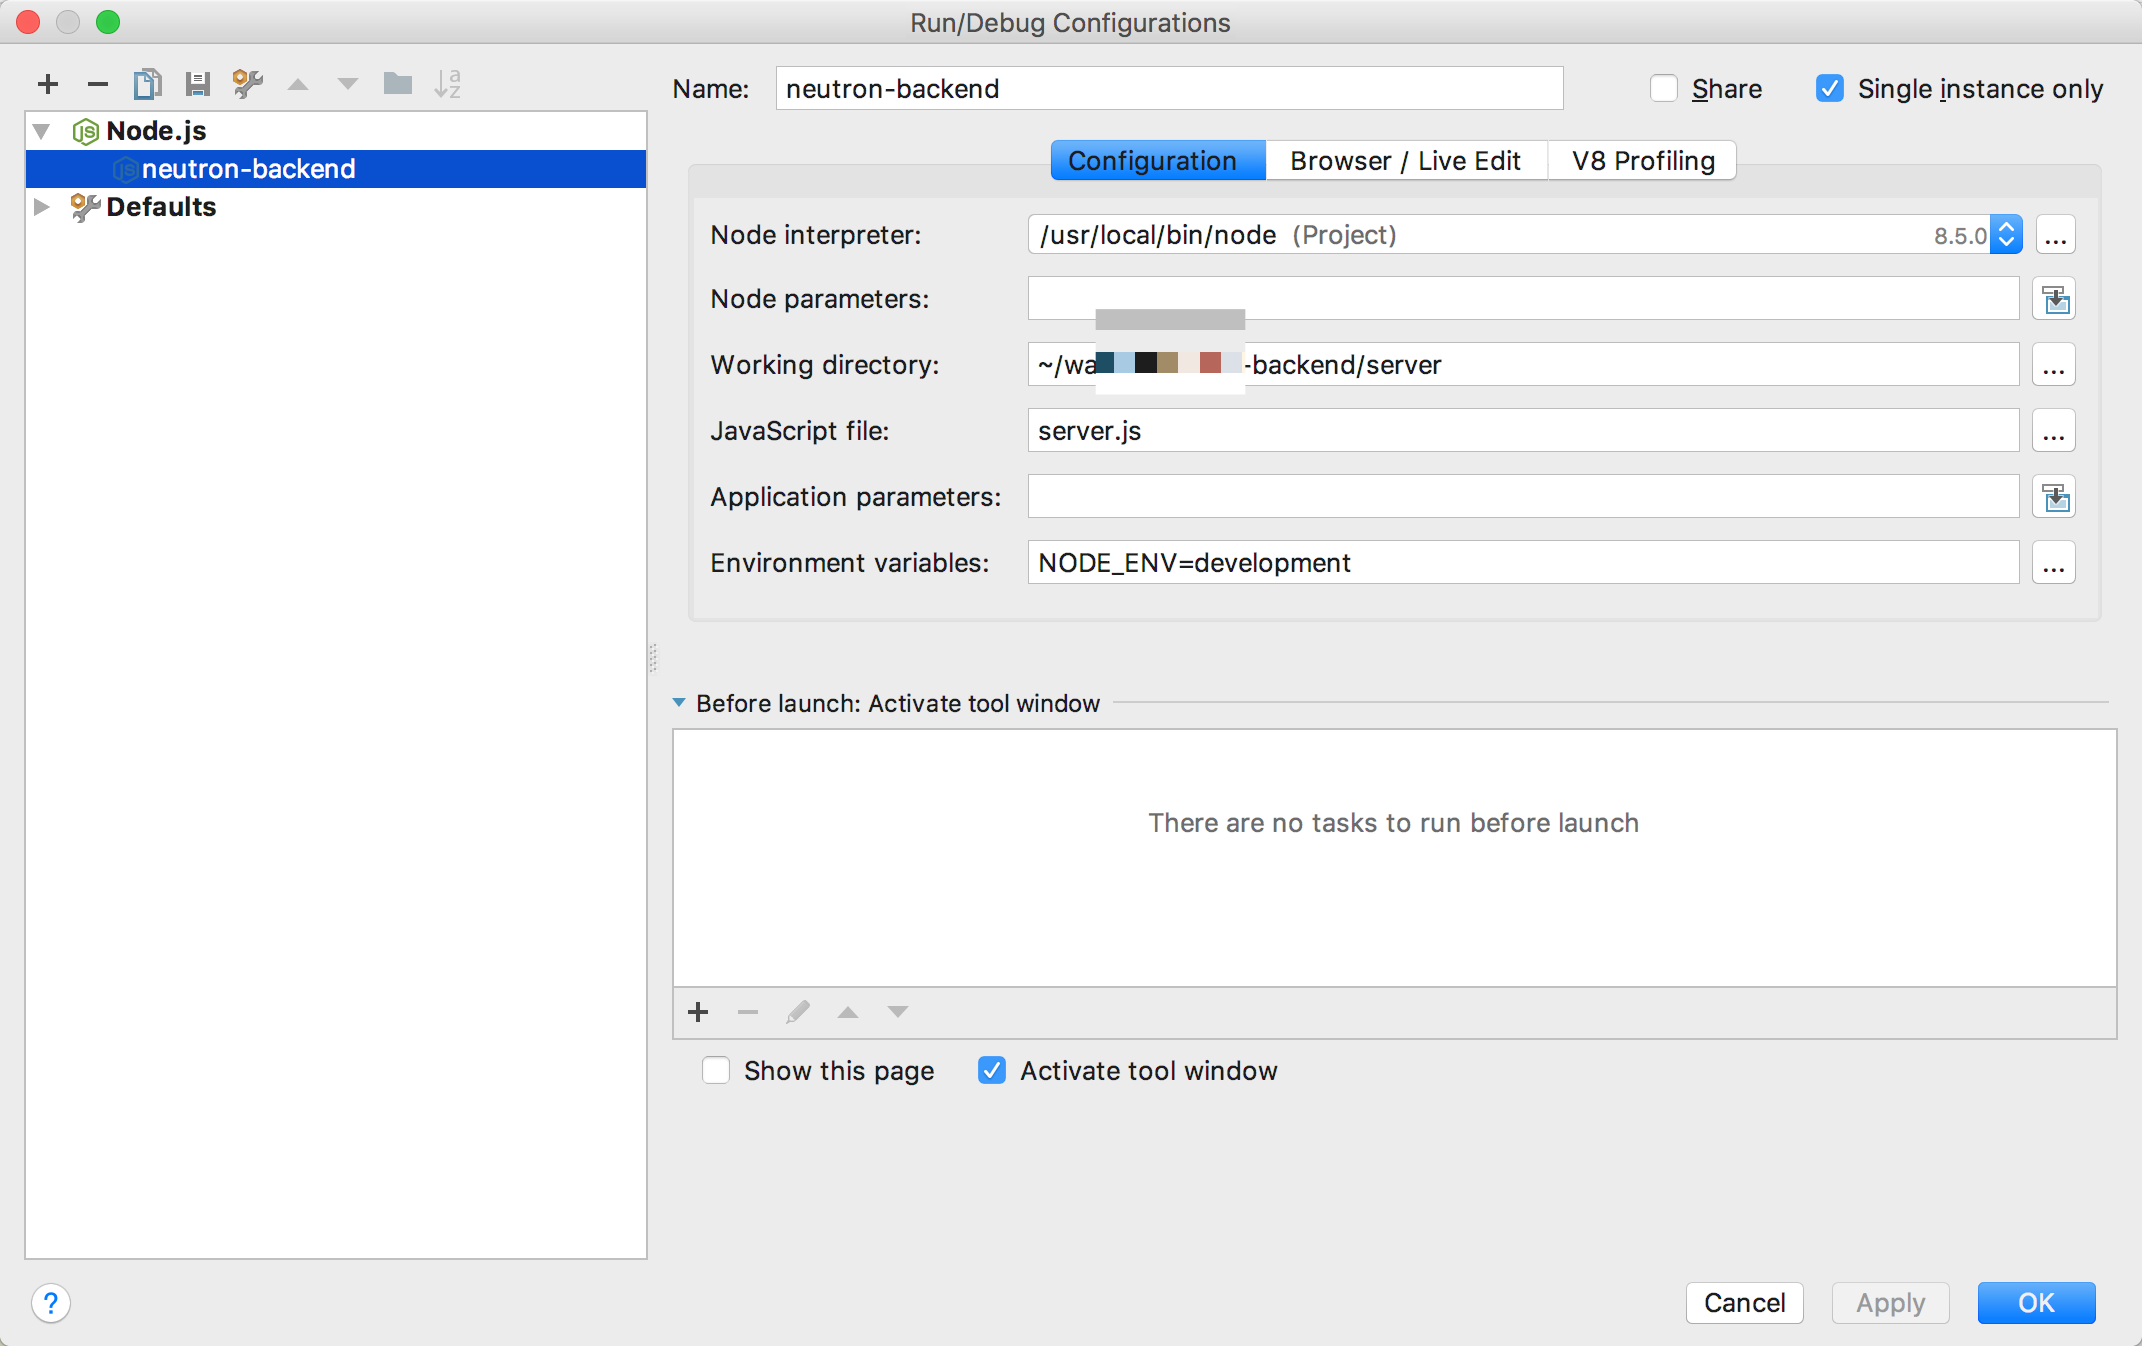 Run/Debug Configurations
Node.js
neutron-backend
Defaults
Name: neutron-backend Share Single instance only
Configuration Browser / Live Edit V8 Profiling
Node interpreter: /usr/local/bin/node (Project) 8.5.0 ...
Node parameters:
Working directory: ~/wa -backend/server ...
JavaScript file: server.js ...
Application parameters:
Environment variables: NODE_ENV=development ...
Before launch: Activate tool window
There are no tasks to run before launch
Show this page Activate tool window
? Cancel Apply OK